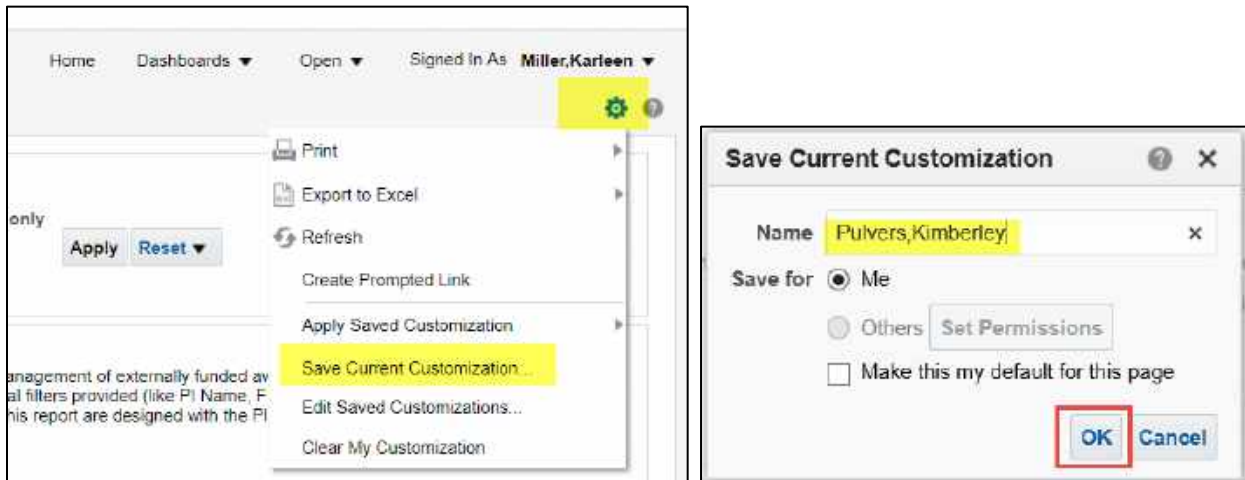 Home Dashboards Open Signed In As Miller,Karleen
Print
Export to Excel
only
Apply Reset
Refresh
Create Prompted Link
Apply Saved Customization
Save Current Customization...
anagement of externally funded av
al filters provided (like PI Name, F
his report are designed with the PI
Edit Saved Customizations...
Clear My Customization
Save Current Customization
Name Pulvers,Kimberley
Save for Me
Others Set Permissions
Make this my default for this page
OK Cancel